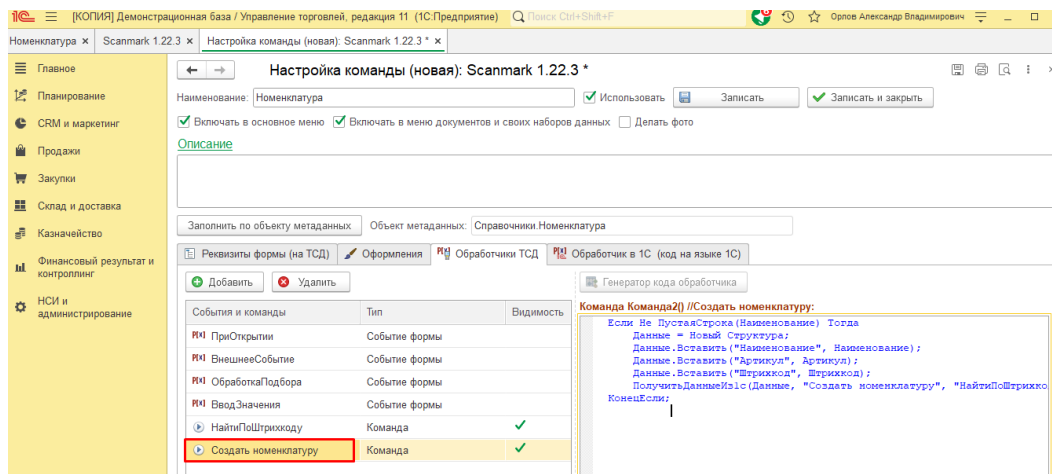 [КОПИЯ] Демонстрационная база / Управление торговлей, редакция 11 (1С:Предприятие) Поиск Ctrl+Shift+F Орлов Александр Владимирович
Номенклатура × Scanmark 1.22.3 × Настройка команды (новая): Scanmark 1.22.3 * ×
Главное
Планирование
CRM и маркетинг
Продажи
Закупки
Склад и доставка
Казначейство
Финансовый результат и
контроллинг
НСИ и
администрирование
Настройка команды (новая): Scanmark 1.22.3 *
Наименование: Номенклатура Использовать Записать Записать и закрыть
Включать в основное меню Включать в меню документов и своих наборов данных Делать фото
Описание
Заполнить по объекту метаданных Объект метаданных: Справочники.Номенклатура
Реквизиты формы (на ТСД) Оформления Обработчики ТСД Обработчик в 1С (код на языке 1С)
Добавить Удалить Генератор кода обработчика
События и команды Тип Видимость
ПриОткрытии Событие формы
ВнешнееСобытие Событие формы
ОбработкаПодбора Событие формы
ВводЗначения Событие формы
НайтиПоШтрихкоду Команда
Создать номенклатуру Команда
Команда Команда2() //Создать номенклатуру:
Если Не ПустаяСтрока(Наименование) Тогда
Данные = Новый Структура;
Данные.Вставить("Наименование", Наименование);
Данные.Вставить("Артикул", Артикул);
Данные.Вставить("Штрихкод", Штрихкод);
ПолучитьДанныеИз1с(Данные, "Создать номенклатуру", "НайтиПоШтрихко
КонецЕсли;